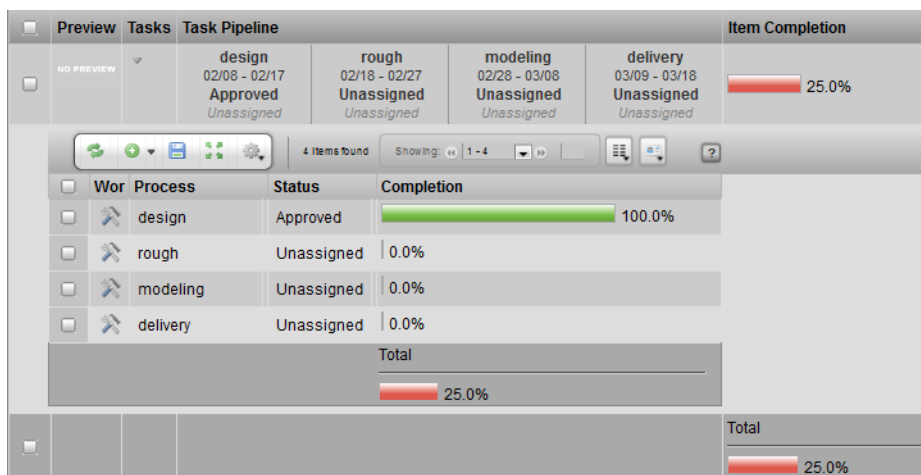 Preview Tasks Task Pipeline Item Completion
NO PREVIEW
design
02/08 - 02/17
Approved
Unassigned
rough
02/18 - 02/27
Unassigned
Unassigned
modeling
02/28 - 03/08
Unassigned
Unassigned
delivery
03/09 - 03/18
Unassigned
Unassigned
25.0%
4 items found Showing: 1 - 4 ?
Wor Process Status Completion
design Approved 100.0%
rough Unassigned 0.0%
modeling Unassigned 0.0%
delivery Unassigned 0.0%
Total
25.0%
Total
25.0%